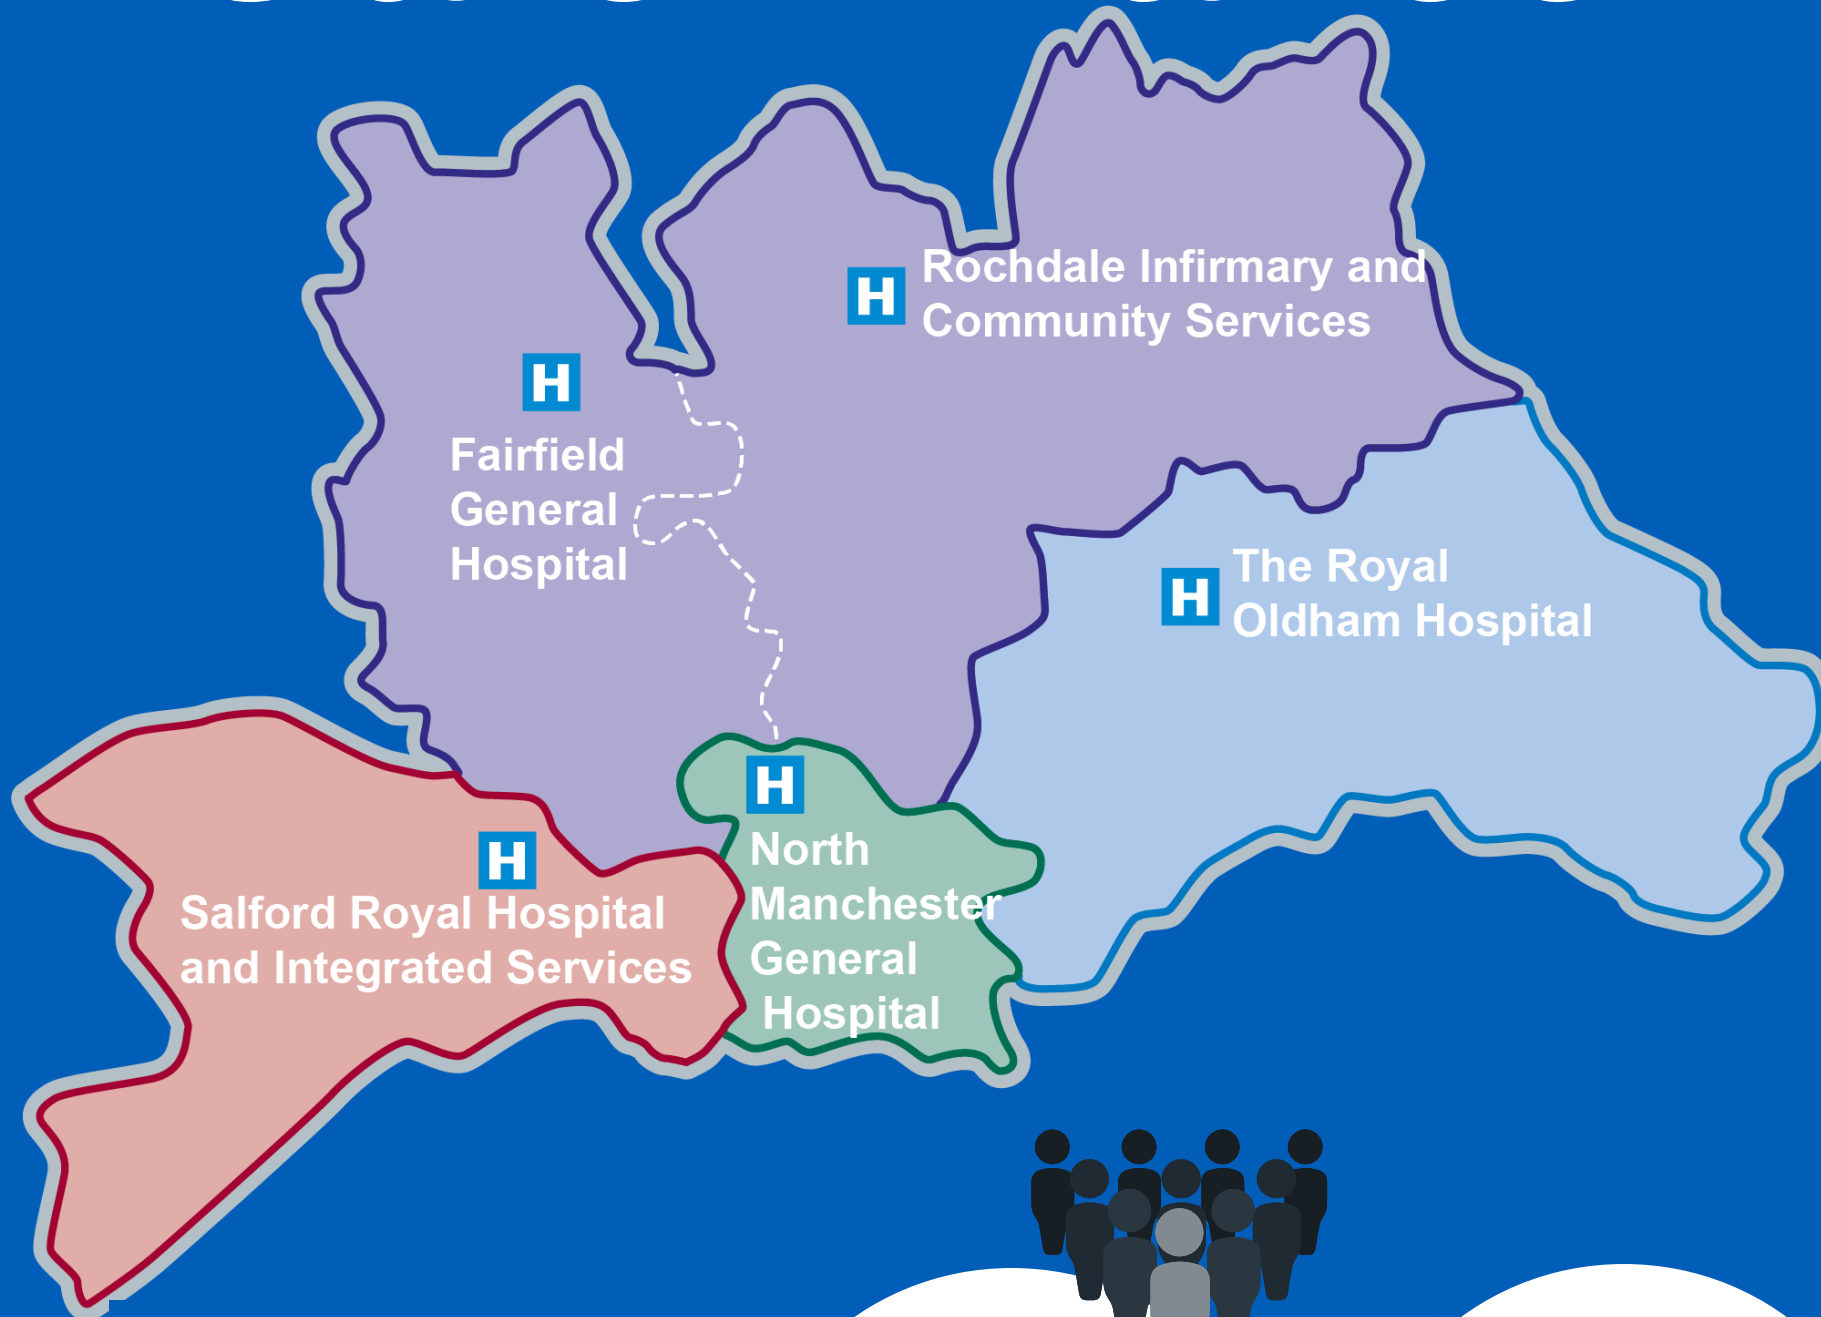 H
Rochdale Infirmary and
Community Services
H
Fairfield
General
Hospital
H
The Royal
Oldham Hospital
H
North
Manchester
General
Hospital
H
Salford Royal Hospital
and Integrated Services